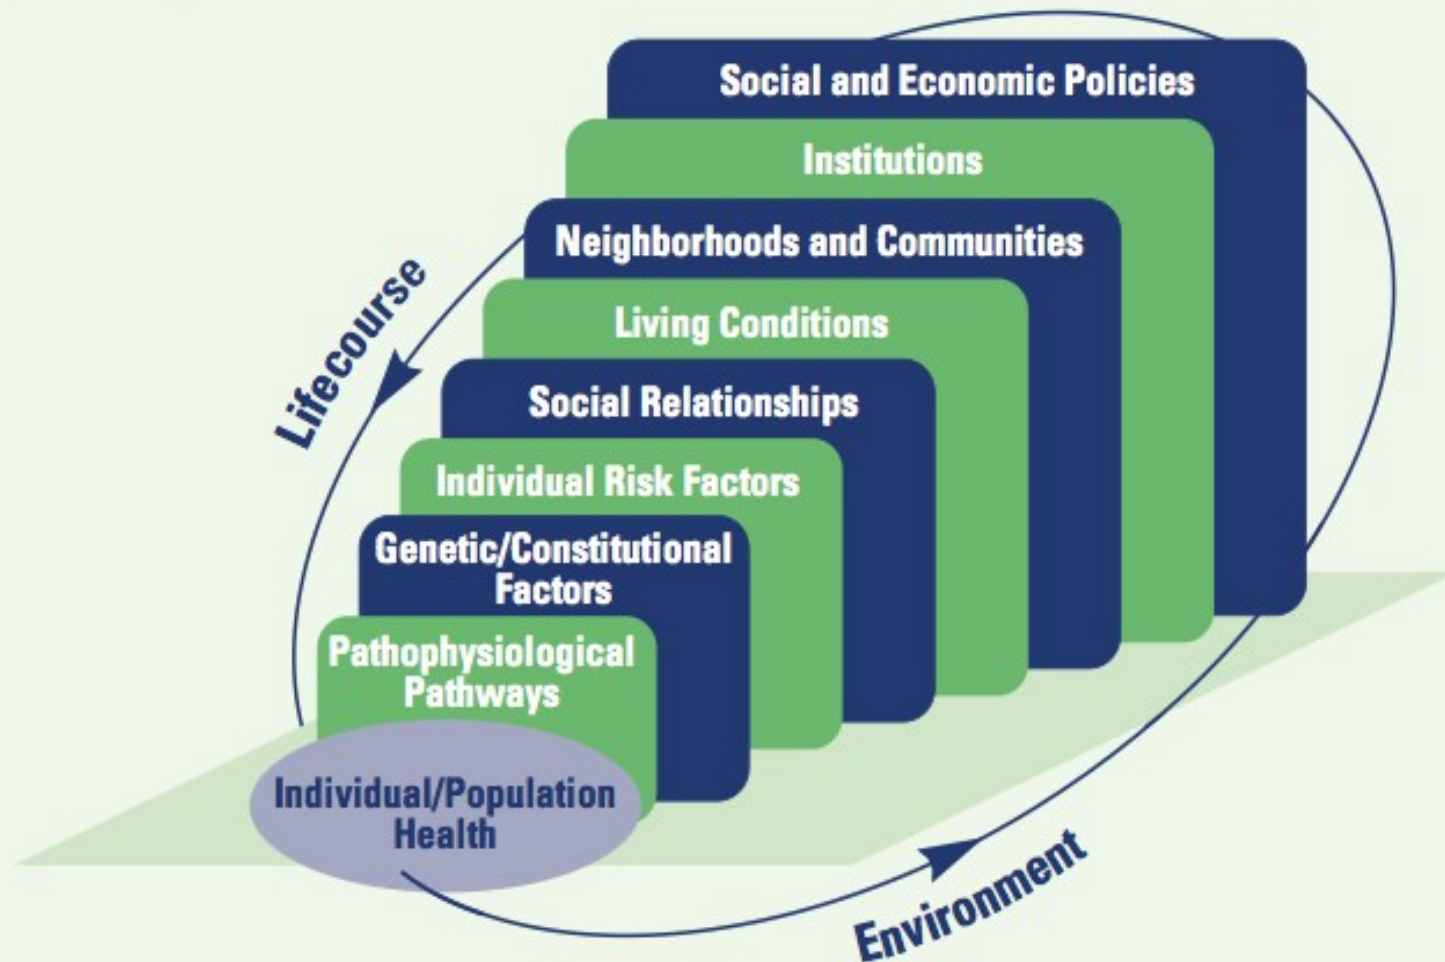 Social and Economic Policies
Institutions
Neighborhoods and Communities
Living Conditions
Social Relationships
Individual Risk Factors
Genetic/Constitutional
Factors
Pathophysiological
Pathways
Individual/Population
Health
Lifecourse
Environment